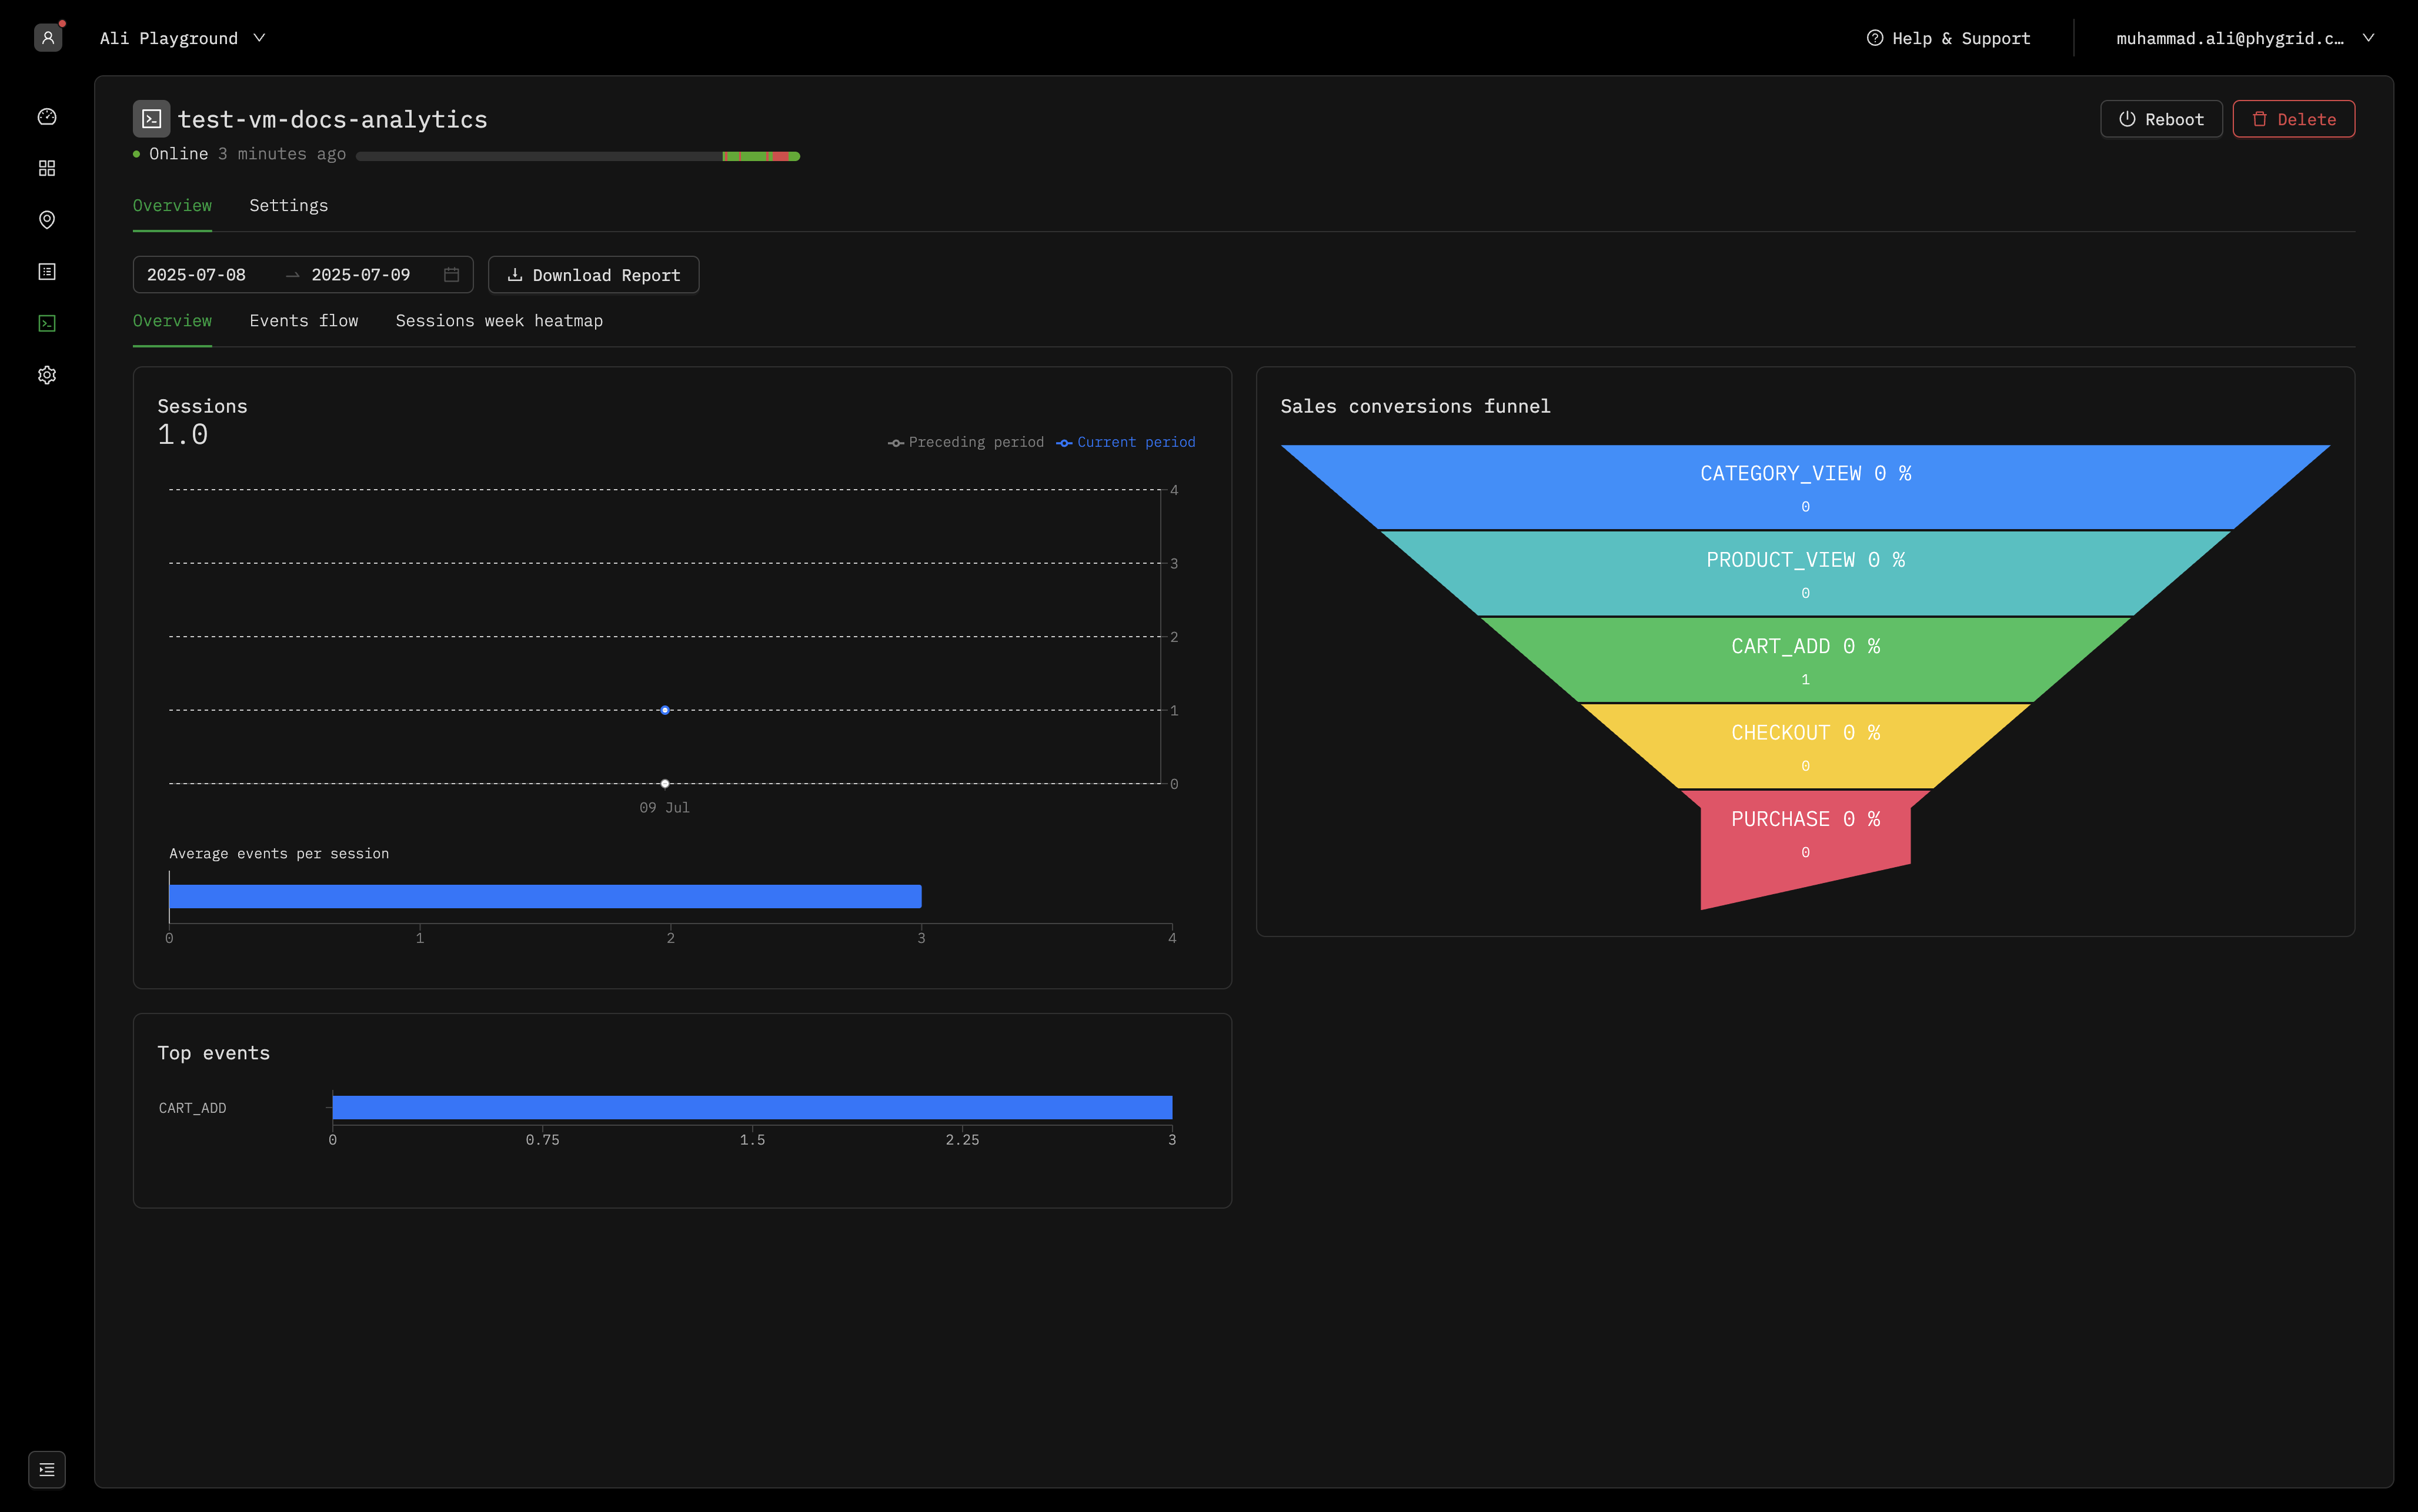 Ali Playground
Help & Support
muhammad.ali@phygrid.c…
test-vm-docs-analytics
Reboot
Delete
Online 3 minutes ago
Overview
Settings
2025-07-08
2025-07-09
Download Report
Overview
Events flow
Sessions week heatmap
Sessions
1.0
Preceding period
Current period
4
3
2
1
0
09 Jul
Average events per session
0
1
2
3
4
Sales conversions funnel
CATEGORY_VIEW 0 %
0
PRODUCT_VIEW 0 %
0
CART_ADD 0 %
1
CHECKOUT 0 %
0
PURCHASE 0 %
0
Top events
CART_ADD
0
0.75
1.5
2.25
3